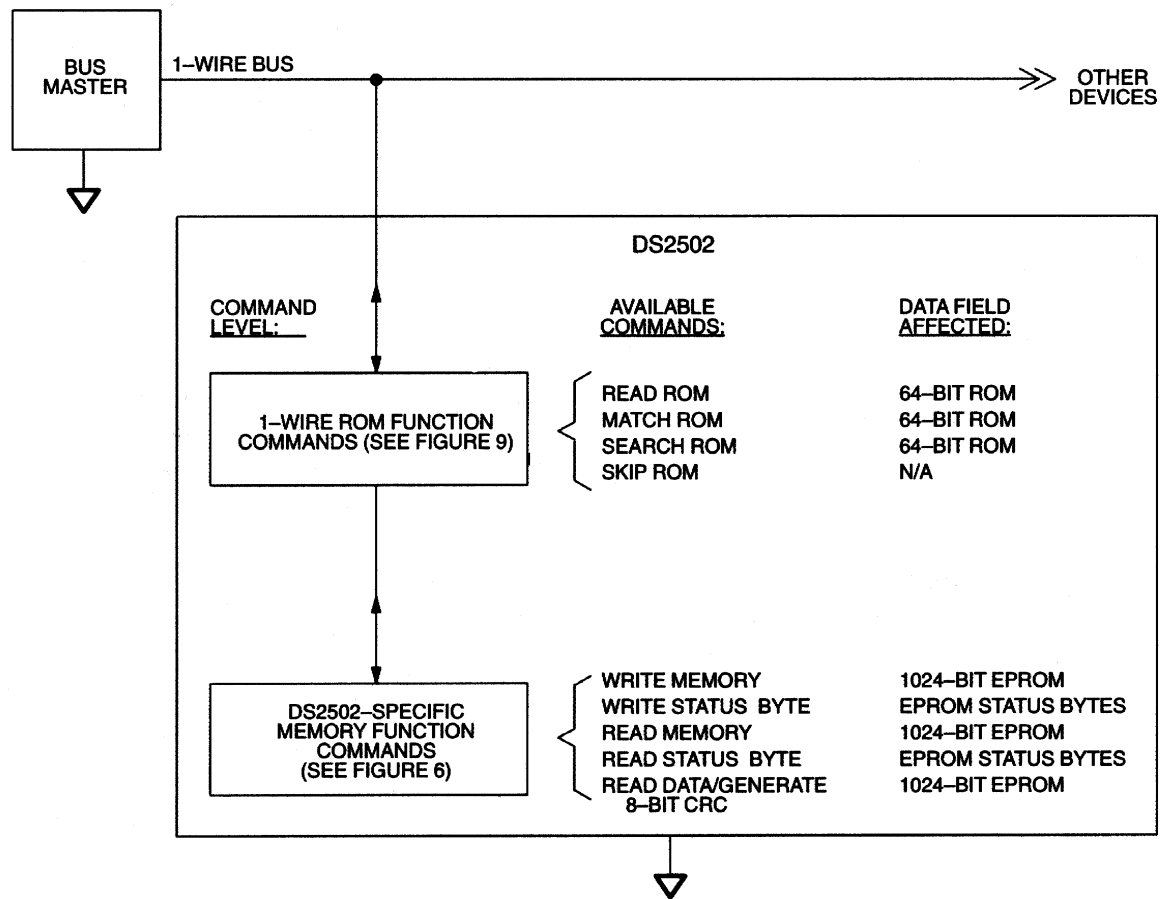 BUS
MASTER
1–WIRE BUS
OTHER
DEVICES
DS2502
COMMAND
LEVEL:
AVAILABLE
COMMANDS:
DATA FIELD
AFFECTED:
1–WIRE ROM FUNCTION
COMMANDS (SEE FIGURE 9)
READ ROM 64–BIT ROM
MATCH ROM 64–BIT ROM
SEARCH ROM 64–BIT ROM
SKIP ROM N/A
DS2502–SPECIFIC
MEMORY FUNCTION
COMMANDS
(SEE FIGURE 6)
WRITE MEMORY 1024–BIT EPROM
WRITE STATUS BYTE EPROM STATUS BYTES
READ MEMORY 1024–BIT EPROM
READ STATUS BYTE EPROM STATUS BYTES
READ DATA/GENERATE 1024–BIT EPROM
8–BIT CRC